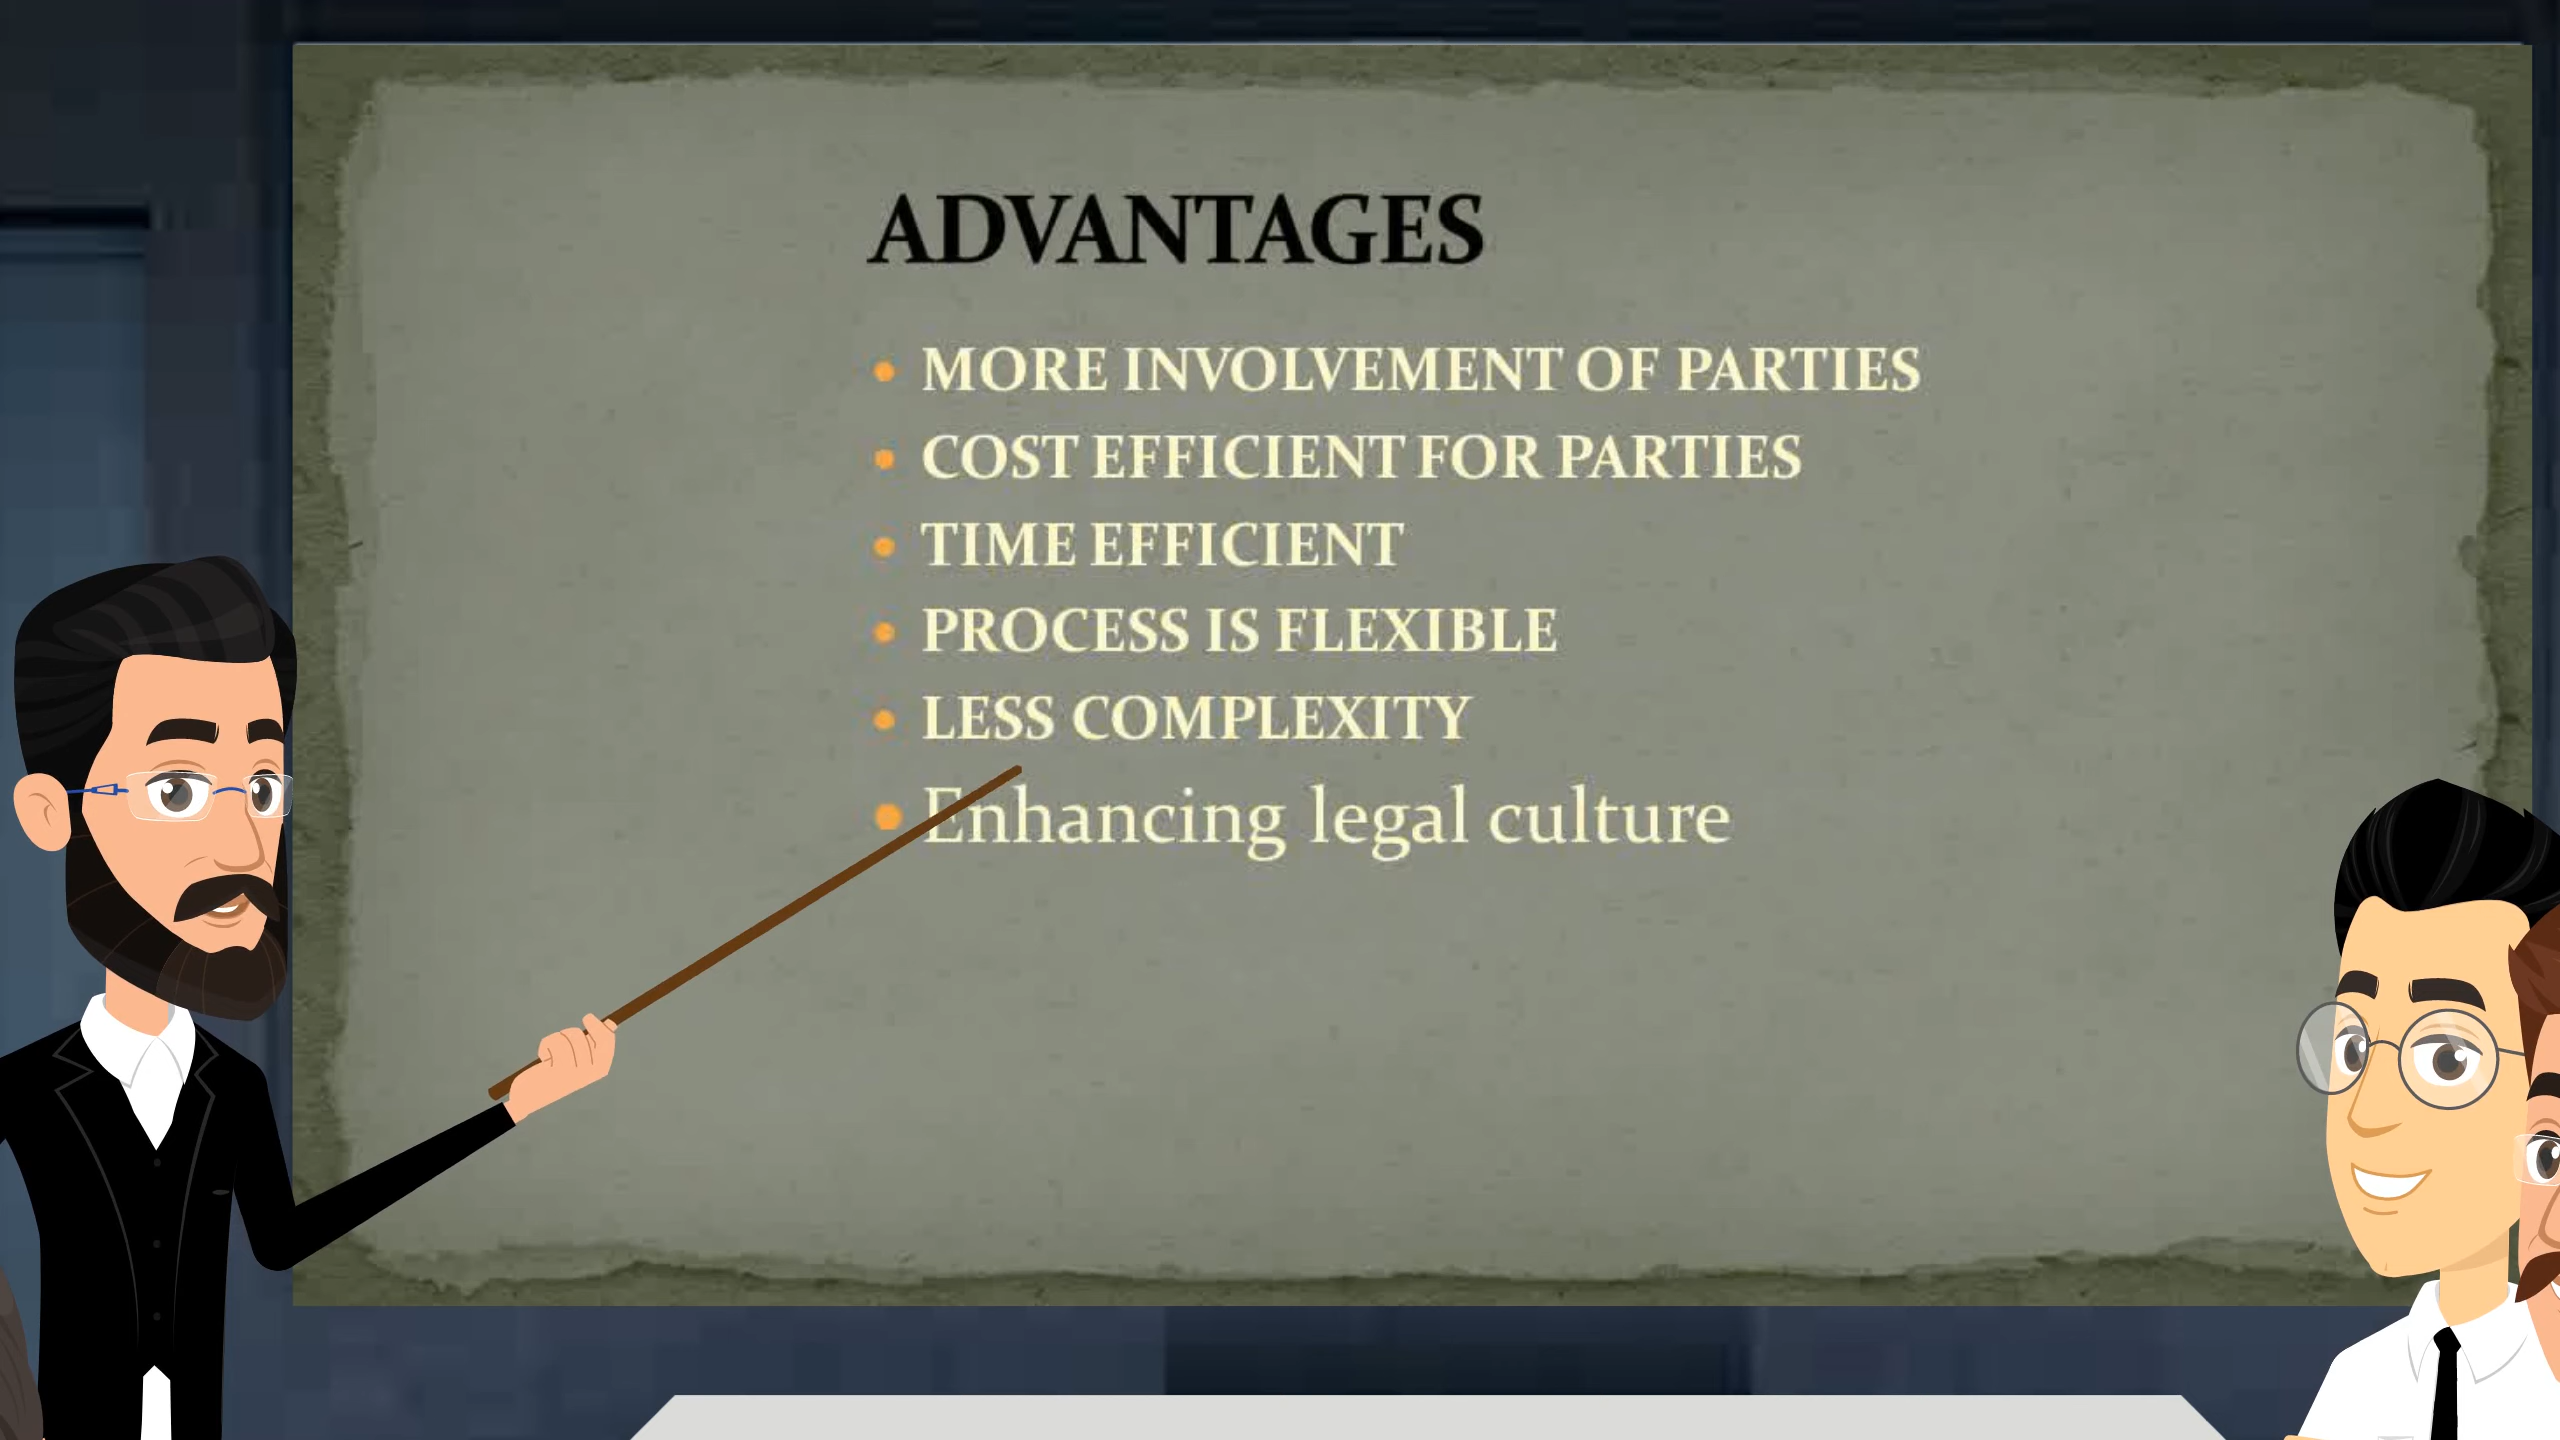 ADVANTAGES
• MORE INVOLVEMENT OF PARTIES
• COST EFFICIENT FOR PARTIES
• TIME EFFICIENT
• PROCESS IS FLEXIBLE
• LESS COMPLEXITY
• Enhancing legal culture